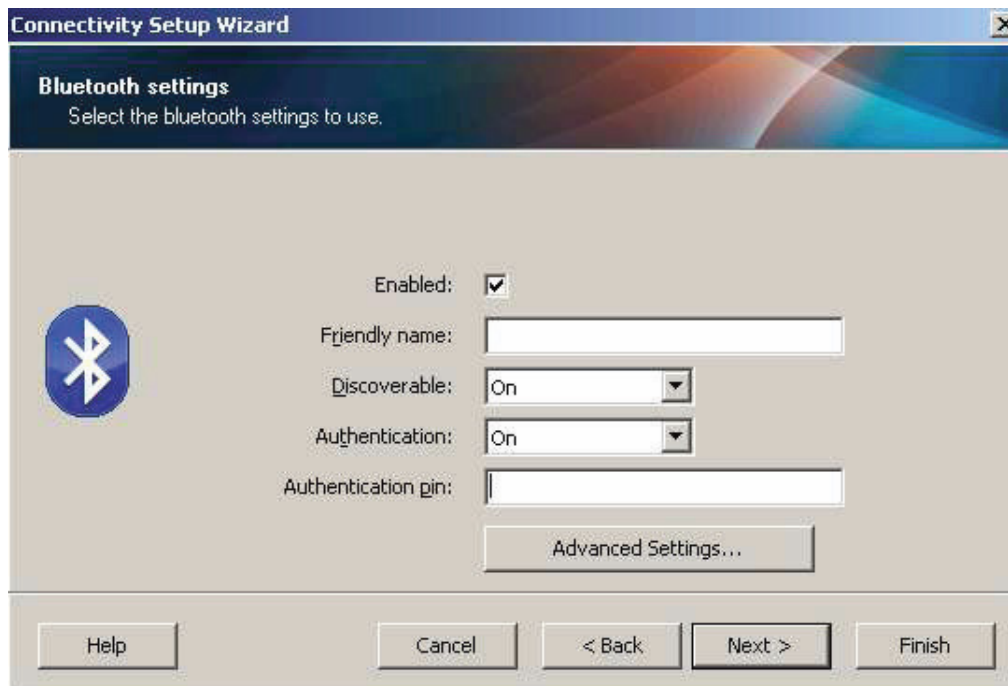 Connectivity Setup Wizard
Bluetooth settings
Select the bluetooth settings to use.
Enabled:
Friendly name:
Discoverable: On
Authentication: On
Authentication pin:
Advanced Settings...
Help Cancel < Back Next > Finish